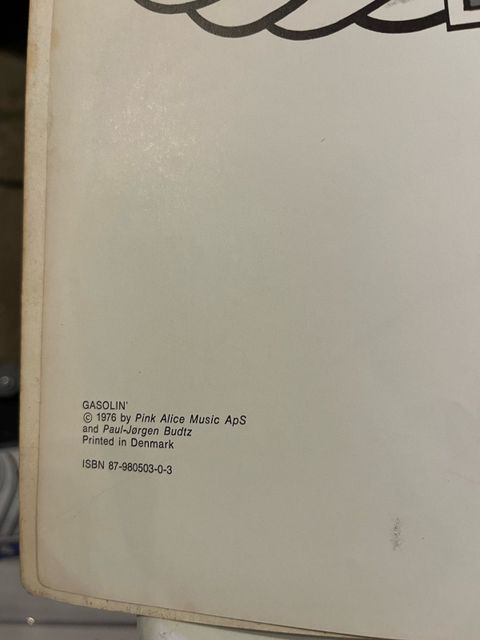 GASOLIN'
© 1976 by Pink Alice Music ApS
and Paul-Jørgen Budtz
Printed in Denmark
ISBN 87-980503-0-3